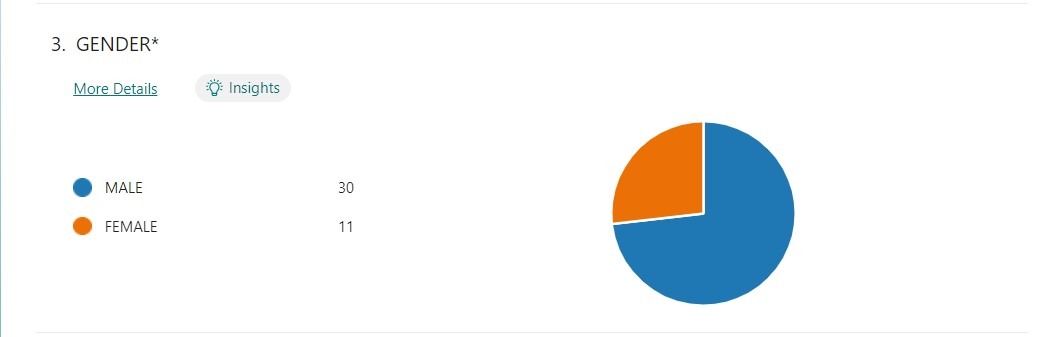 3. GENDER*
More Details
Insights
MALE 30
FEMALE 11